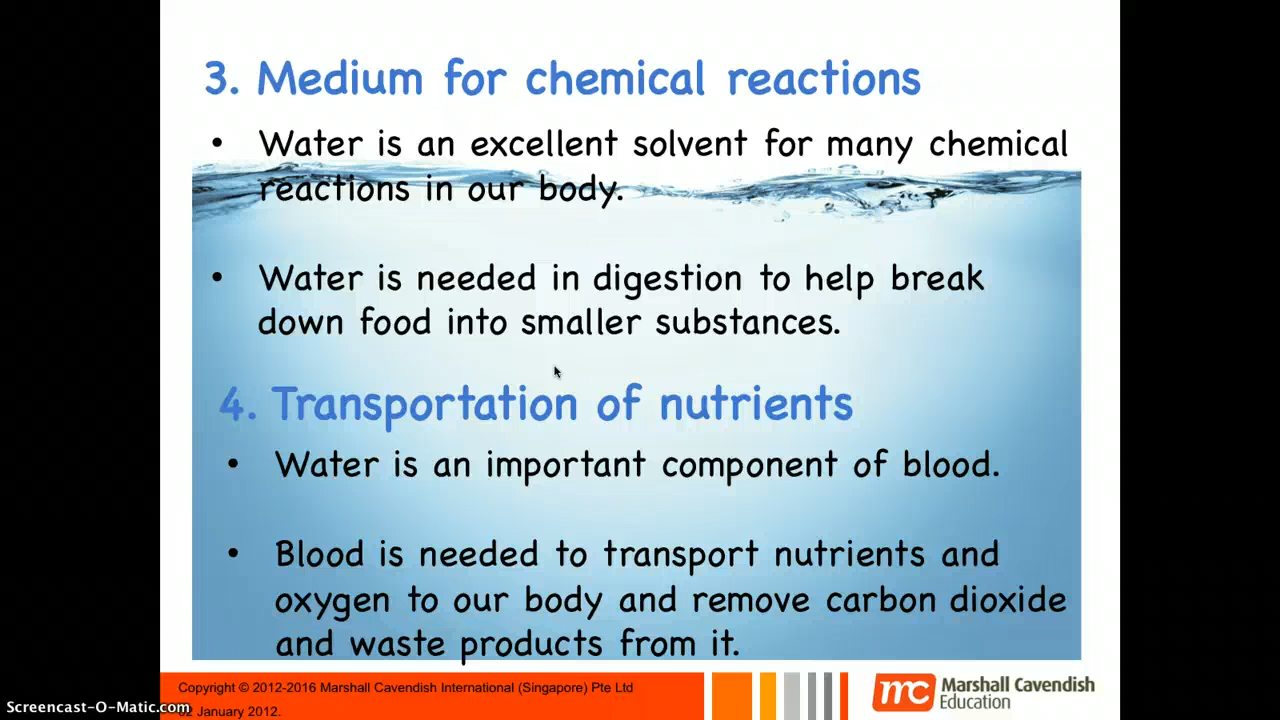 3. Medium for chemical reactions
• Water is an excellent solvent for many chemical
reactions in our body.
• Water is needed in digestion to help break
down food into smaller substances.
4. Transportation of nutrients
• Water is an important component of blood.
• Blood is needed to transport nutrients and
oxygen to our body and remove carbon dioxide
and waste products from it.
Copyright © 2012-2016 Marshall Cavendish International (Singapore) Pte Ltd
02 January 2012.
Screencast-O-Matic.com
mc Marshall Cavendish
Education